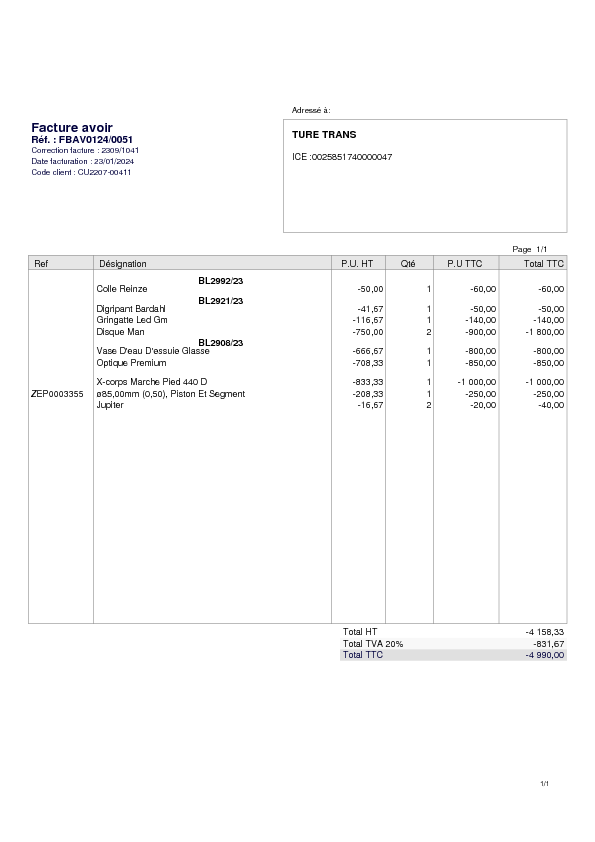 Adressé à:
Facture avoir
Réf. : FBAV0124/0051
Correction facture : 2309/1041
Date facturation : 23/01/2024
Code client : CU2207-00411
TURE TRANS
ICE :0025851740000047
Page 1/1
Ref Désignation P.U. HT Qté P.U TTC Total TTC
BL2992/23
Colle Reinze -50,00 1 -60,00 -60,00
BL2921/23
Digripant Bardahl -41,67 1 -50,00 -50,00
Gringatte Led Gm -116,67 1 -140,00 -140,00
Disque Man -750,00 2 -900,00 -1 800,00
BL2908/23
Vase D'eau D'essuie Glasse -666,67 1 -800,00 -800,00
Optique Premium -708,33 1 -850,00 -850,00
X-corps Marche Pied 440 D -833,33 1 -1 000,00 -1 000,00
ZEP0003355 ø85,00mm (0,50), Piston Et Segment -208,33 1 -250,00 -250,00
Jupiter -16,67 2 -20,00 -40,00
Total HT -4 158,33
Total TVA 20% -831,67
Total TTC -4 990,00
1/1